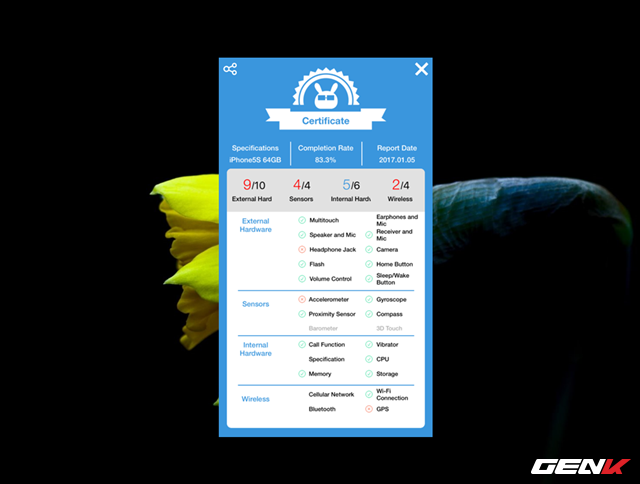 Certificate
Specifications Completion Rate Report Date
iPhone5S 64GB 83.3% 2017.01.05
9/10 4/4 5/6 2/4
External Hard Sensors Internal Hardv Wireless
External Hardware
Multitouch Earphones and Mic
Speaker and Mic Receiver and Mic
Headphone Jack Camera
Flash Home Button
Volume Control Sleep/Wake Button
Sensors
Accelerometer Gyroscope
Proximity Sensor Compass
Barometer 3D Touch
Internal Hardware
Call Function Vibrator
Specification CPU
Memory Storage
Wireless
Cellular Network Wi-Fi Connection
Bluetooth GPS
GENK